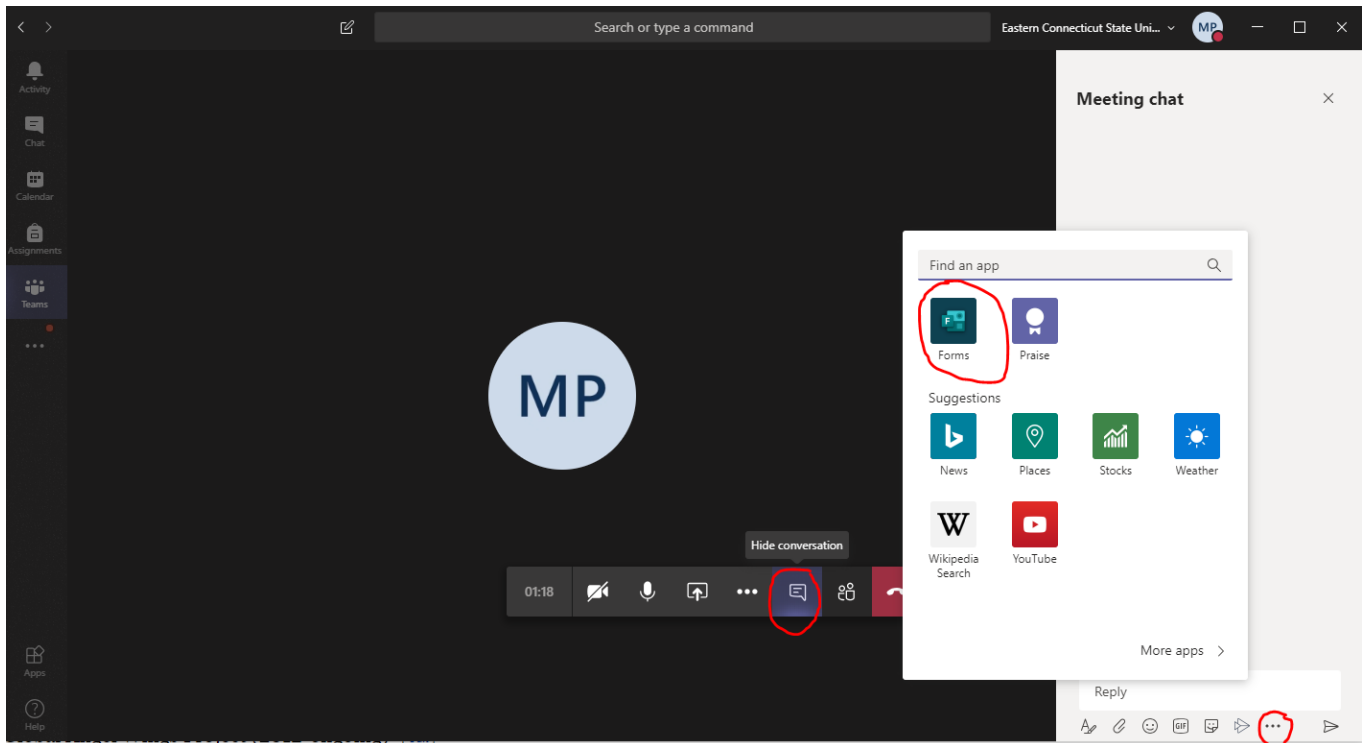 Search or type a command
Eastern Connecticut State Uni...
MP
Activity
Chat
Calendar
Assignments
Teams
Apps
Help
MP
Hide conversation
01:18
Meeting chat
Find an app
Forms
Praise
Suggestions
News
Places
Stocks
Weather
W
Wikipedia
Search
YouTube
More apps
Reply
GIF